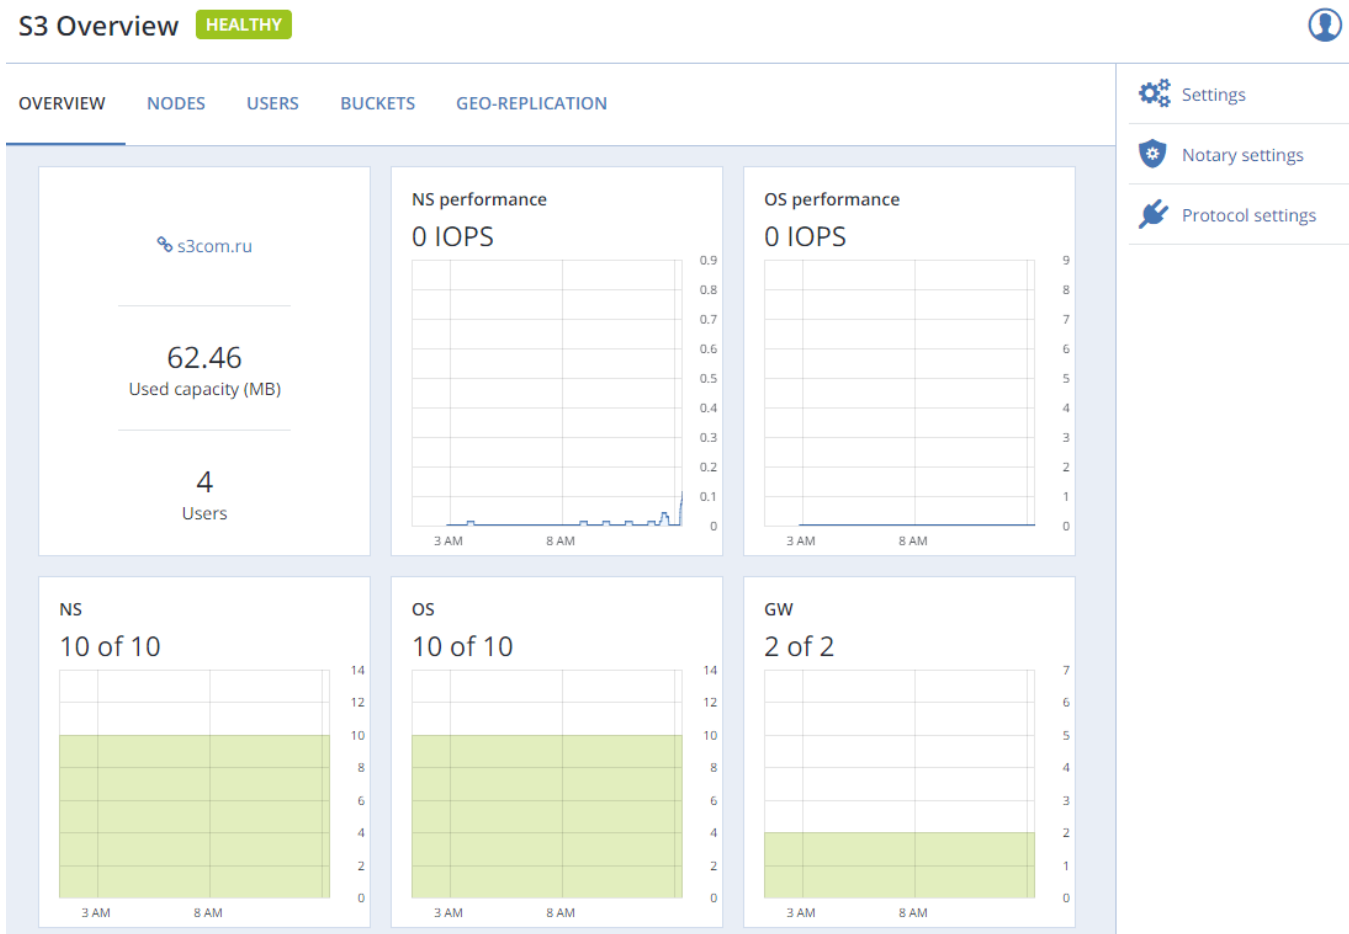 S3 Overview HEALTHY
OVERVIEW NODES USERS BUCKETS GEO-REPLICATION
Settings
Notary settings
Protocol settings
s3com.ru
62.46
Used capacity (MB)
4
Users
NS performance
0 IOPS
0.9
0.8
0.7
0.6
0.5
0.4
0.3
0.2
0.1
0
3 AM 8 AM
OS performance
0 IOPS
9
8
7
6
5
4
3
2
1
0
3 AM 8 AM
NS
10 of 10
14
12
10
8
6
4
2
0
3 AM 8 AM
OS
10 of 10
14
12
10
8
6
4
2
0
3 AM 8 AM
GW
2 of 2
7
6
5
4
3
2
1
0
3 AM 8 AM